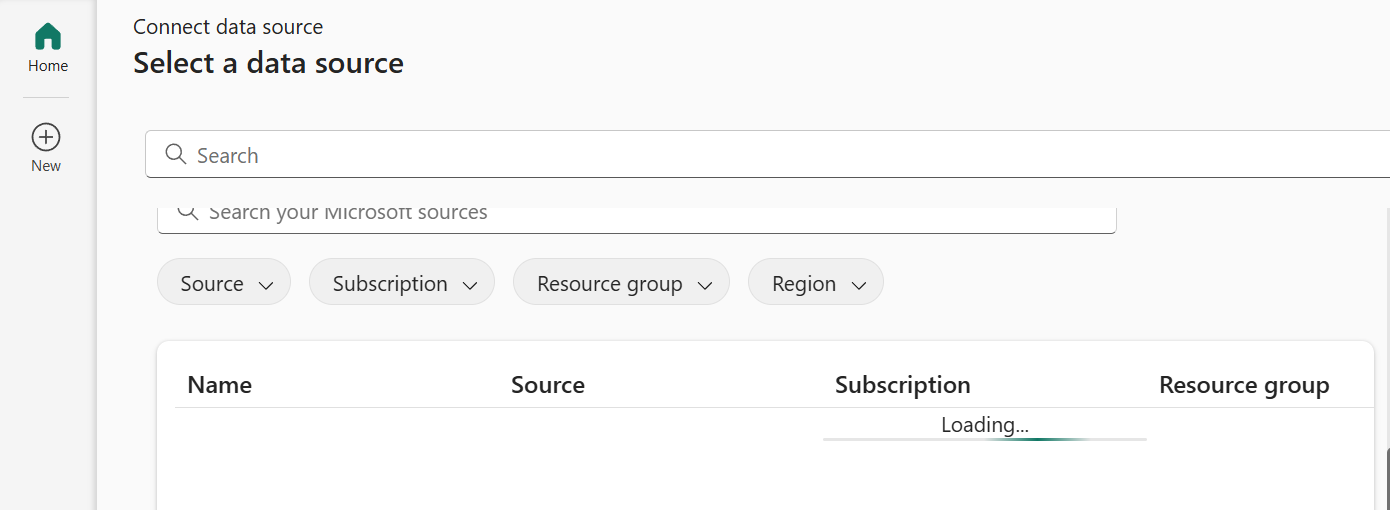 Home
New
Connect data source
Select a data source
Search
Search your Microsoft sources
Source Subscription Resource group Region
Name Source Subscription Resource group
Loading...